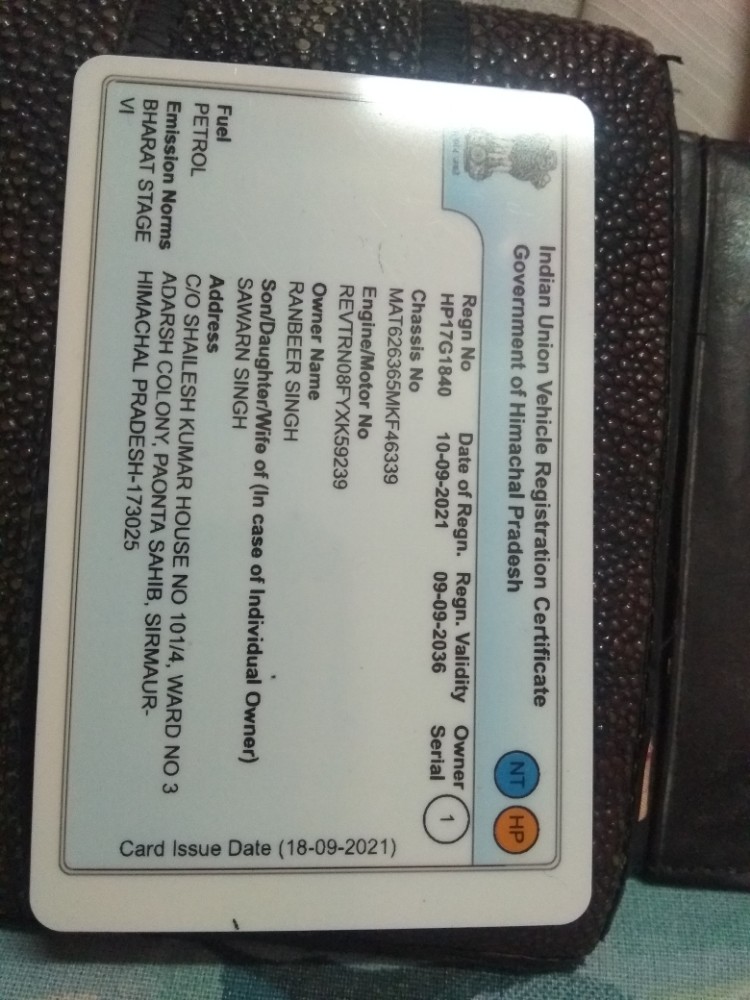 Indian Union Vehicle Registration Certificate
Government of Himachal Pradesh
NT HP
Regn No Date of Regn. Regn. Validity Owner
HP17G1840 10-09-2021 09-09-2036 Serial 1
Chassis No
MAT626365MKF46339
Engine/Motor No
REVTRN08FYXK59239
Owner Name
RANBEER SINGH
Son/Daughter/Wife of (In case of Individual Owner)
SAWARN SINGH
Fuel
PETROL
Emission Norms
BHARAT STAGE
VI
Address
C/O SHAILESH KUMAR HOUSE NO 101/4, WARD NO 3
ADARSH COLONY, PAONTA SAHIB, SIRMAUR-
HIMACHAL PRADESH-173025
Card Issue Date (18-09-2021)